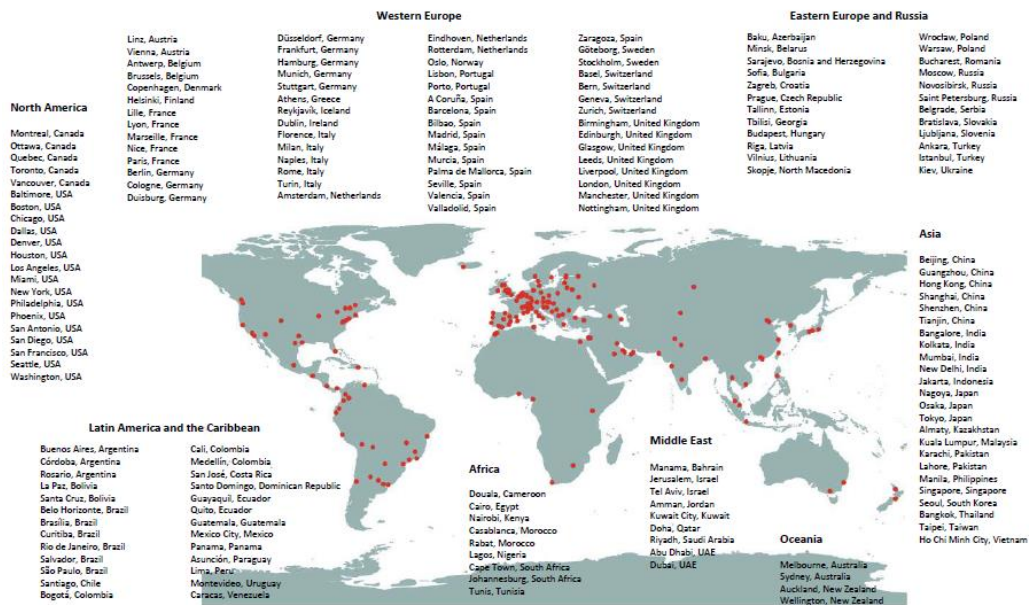 Western Europe
Linz, Austria
Vienna, Austria
Antwerp, Belgium
Brussels, Belgium
Copenhagen, Denmark
Helsinki, Finland
Lille, France
Lyon, France
Marseille, France
Nice, France
Paris, France
Berlin, Germany
Cologne, Germany
Duisburg, Germany
Düsseldorf, Germany
Frankfurt, Germany
Hamburg, Germany
Munich, Germany
Stuttgart, Germany
Athens, Greece
Reykjavík, Iceland
Dublin, Ireland
Florence, Italy
Milan, Italy
Naples, Italy
Rome, Italy
Turin, Italy
Amsterdam, Netherlands
Eindhoven, Netherlands
Rotterdam, Netherlands
Oslo, Norway
Lisbon, Portugal
Porto, Portugal
A Coruña, Spain
Barcelona, Spain
Bilbao, Spain
Madrid, Spain
Málaga, Spain
Murcia, Spain
Palma de Mallorca, Spain
Seville, Spain
Valencia, Spain
Valladolid, Spain
Zaragoza, Spain
Göteborg, Sweden
Stockholm, Sweden
Basel, Switzerland
Bern, Switzerland
Geneva, Switzerland
Zurich, Switzerland
Birmingham, United Kingdom
Edinburgh, United Kingdom
Glasgow, United Kingdom
Leeds, United Kingdom
Liverpool, United Kingdom
London, United Kingdom
Manchester, United Kingdom
Nottingham, United Kingdom
Eastern Europe and Russia
Baku, Azerbaijan
Minsk, Belarus
Sarajevo, Bosnia and Herzegovina
Sofia, Bulgaria
Zagreb, Croatia
Prague, Czech Republic
Tallinn, Estonia
Tbilisi, Georgia
Budapest, Hungary
Riga, Latvia
Vilnius, Lithuania
Skopje, North Macedonia
Wrocław, Poland
Warsaw, Poland
Bucharest, Romania
Moscow, Russia
Novosibirsk, Russia
Saint Petersburg, Russia
Belgrade, Serbia
Bratislava, Slovakia
Ljubljana, Slovenia
Ankara, Turkey
Istanbul, Turkey
Kiev, Ukraine
North America
Montreal, Canada
Ottawa, Canada
Quebec, Canada
Toronto, Canada
Vancouver, Canada
Baltimore, USA
Boston, USA
Chicago, USA
Dallas, USA
Denver, USA
Houston, USA
Los Angeles, USA
Miami, USA
New York, USA
Philadelphia, USA
Phoenix, USA
San Antonio, USA
San Diego, USA
San Francisco, USA
Seattle, USA
Washington, USA
Asia
Beijing, China
Guangzhou, China
Hong Kong, China
Shanghai, China
Shenzhen, China
Tianjin, China
Bangalore, India
Kolkata, India
Mumbai, India
New Delhi, India
Jakarta, Indonesia
Nagoya, Japan
Osaka, Japan
Tokyo, Japan
Almaty, Kazakhstan
Kuala Lumpur, Malaysia
Karachi, Pakistan
Lahore, Pakistan
Manila, Philippines
Singapore, Singapore
Seoul, South Korea
Bangkok, Thailand
Taipei, Taiwan
Ho Chi Minh City, Vietnam
Latin America and the Caribbean
Buenos Aires, Argentina
Córdoba, Argentina
Rosario, Argentina
La Paz, Bolivia
Santa Cruz, Bolivia
Belo Horizonte, Brazil
Brasília, Brazil
Curitiba, Brazil
Rio de Janeiro, Brazil
Salvador, Brazil
São Paulo, Brazil
Santiago, Chile
Bogotá, Colombia
Cali, Colombia
Medellín, Colombia
San José, Costa Rica
Santo Domingo, Dominican Republic
Guayaquil, Ecuador
Quito, Ecuador
Guatemala, Guatemala
Mexico City, Mexico
Panama, Panama
Asunción, Paraguay
Lima, Peru
Montevideo, Uruguay
Caracas, Venezuela
Africa
Douala, Cameroon
Cairo, Egypt
Nairobi, Kenya
Casablanca, Morocco
Rabat, Morocco
Lagos, Nigeria
Cape Town, South Africa
Johannesburg, South Africa
Tunis, Tunisia
Middle East
Manama, Bahrain
Jerusalem, Israel
Tel Aviv, Israel
Amman, Jordan
Kuwait City, Kuwait
Doha, Qatar
Riyadh, Saudi Arabia
Abu Dhabi, UAE
Dubai, UAE
Oceania
Melbourne, Australia
Sydney, Australia
Auckland, New Zealand
Wellington, New Zealand